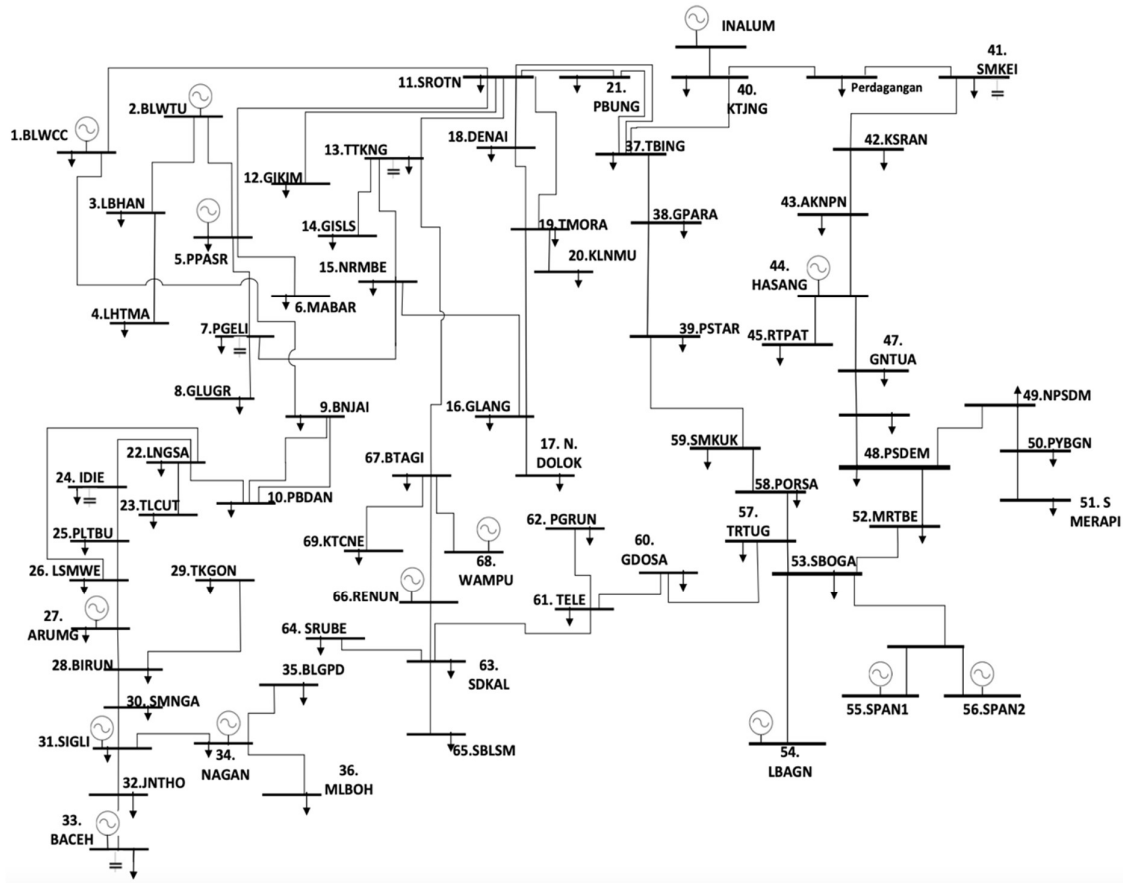 INALUM
41.
SMKEI
11.SROTN
21.
PBUNG
40.
KTJNG
Perdagangan
2.BLWTU
1.BLWCC
18.DENAI
37.TBING
42.KSRAN
13.TTKNG
12.GIKIM
3.LBHAN
43.AKNPN
38.GPARA
14.GISLS
19.TMORA
5.PPASR
20.KLNMU
44.
HASANG
15.NRMBE
6.MABAR
4.LHTMA
7.PGELI
39.PSTAR
45.RTPAT
47.
GNTUA
8.GLUGR
9.BNJAI
16.GLANG
49.NPSDM
17. N.
DOLOK
59.SMKUK
48.PSDEM
50.PYBGN
22.LNGSA
67.BTAGI
24. IDIE
58.PORSA
10.PBDAN
23.TLCUT
51. S
MERAPI
57.
TRTUG
52.MRTBE
62. PGRUN
25.PLTBU
60.
GDOSA
69.KTCNE
68.
WAMPU
53.SBOGA
26. LSMWE
29.TKGON
66.RENUN
61. TELE
27.
ARUMG
64. SRUBE
28.BIRUN
35.BLGPD
63.
SDKAL
30.SMNGA
55.SPAN1
56.SPAN2
31.SIGLI
34.
NAGAN
65.SBLSM
54.
LBAGN
32.JNTHO
36.
MLBOH
33.
BACEH